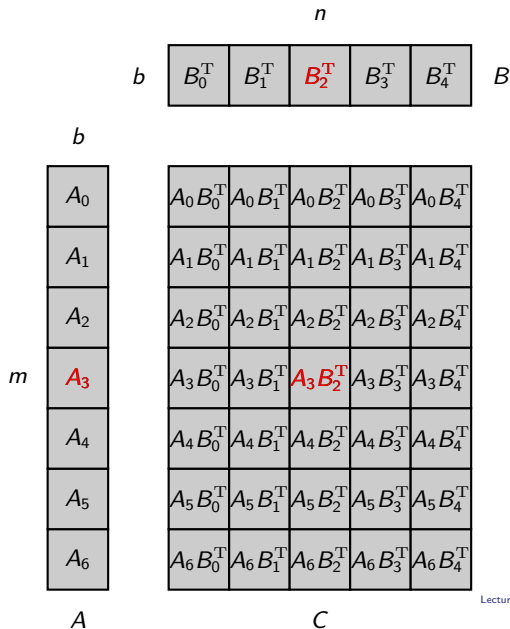 n
b B₀ᵀ B₁ᵀ B₂ᵀ B₃ᵀ B₄ᵀ B
b
A₀ A₀B₀ᵀ A₀B₁ᵀ A₀B₂ᵀ A₀B₃ᵀ A₀B₄ᵀ
A₁ A₁B₀ᵀ A₁B₁ᵀ A₁B₂ᵀ A₁B₃ᵀ A₁B₄ᵀ
A₂ A₂B₀ᵀ A₂B₁ᵀ A₂B₂ᵀ A₂B₃ᵀ A₂B₄ᵀ
m A₃ A₃B₀ᵀ A₃B₁ᵀ A₃B₂ᵀ A₃B₃ᵀ A₃B₄ᵀ
A₄ A₄B₀ᵀ A₄B₁ᵀ A₄B₂ᵀ A₄B₃ᵀ A₄B₄ᵀ
A₅ A₅B₀ᵀ A₅B₁ᵀ A₅B₂ᵀ A₅B₃ᵀ A₅B₄ᵀ
A₆ A₆B₀ᵀ A₆B₁ᵀ A₆B₂ᵀ A₆B₃ᵀ A₆B₄ᵀ
Lectur
A C